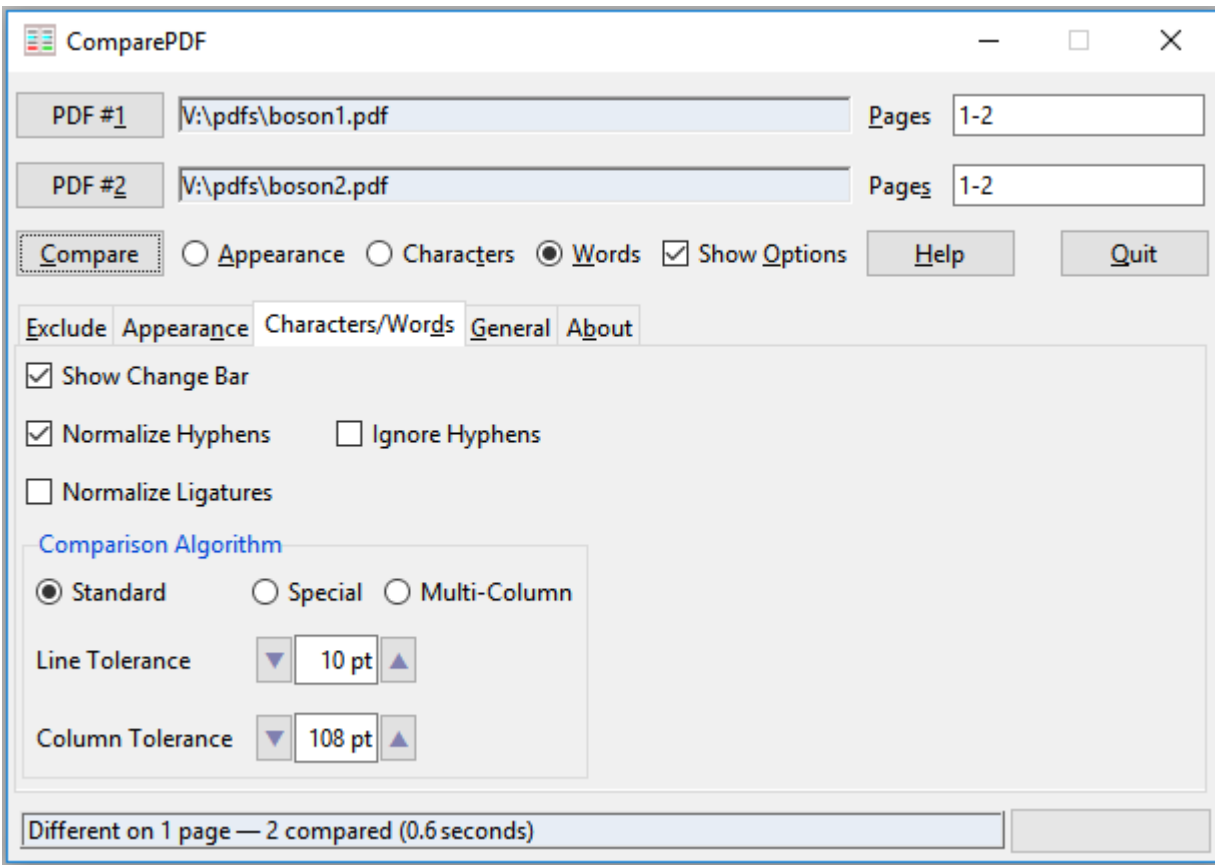 ComparePDF
PDF #1 V:\pdfs\boson1.pdf Pages 1-2
PDF #2 V:\pdfs\boson2.pdf Pages 1-2
Compare Appearance Characters Words Show Options Help Quit
Exclude Appearance Characters/Words General About
Show Change Bar
Normalize Hyphens Ignore Hyphens
Normalize Ligatures
Comparison Algorithm
Standard Special Multi-Column
Line Tolerance 10 pt
Column Tolerance 108 pt
Different on 1 page — 2 compared (0.6 seconds)